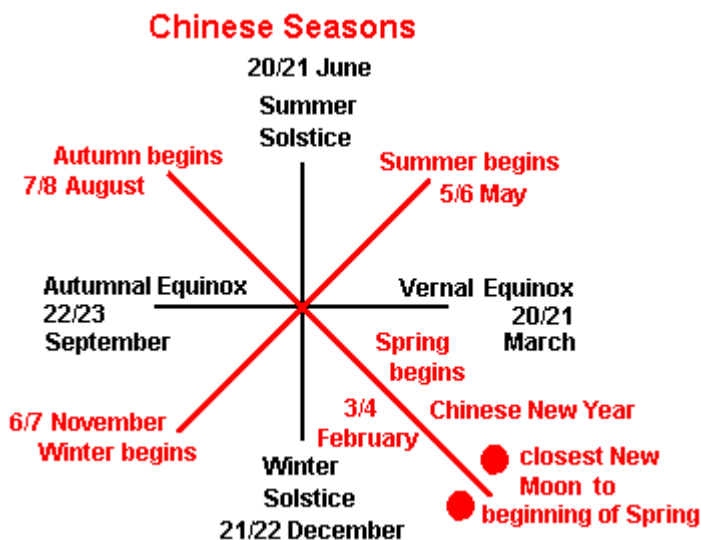 Chinese Seasons
20/21 June
Summer
Solstice
Autumn begins
7/8 August
Summer begins
5/6 May
Autumnal Equinox
22/23
September
Vernal Equinox
20/21
March
Spring
begins
6/7 November
Winter begins
3/4
February
Chinese New Year
closest New
Moon to
beginning of Spring
Winter
Solstice
21/22 December